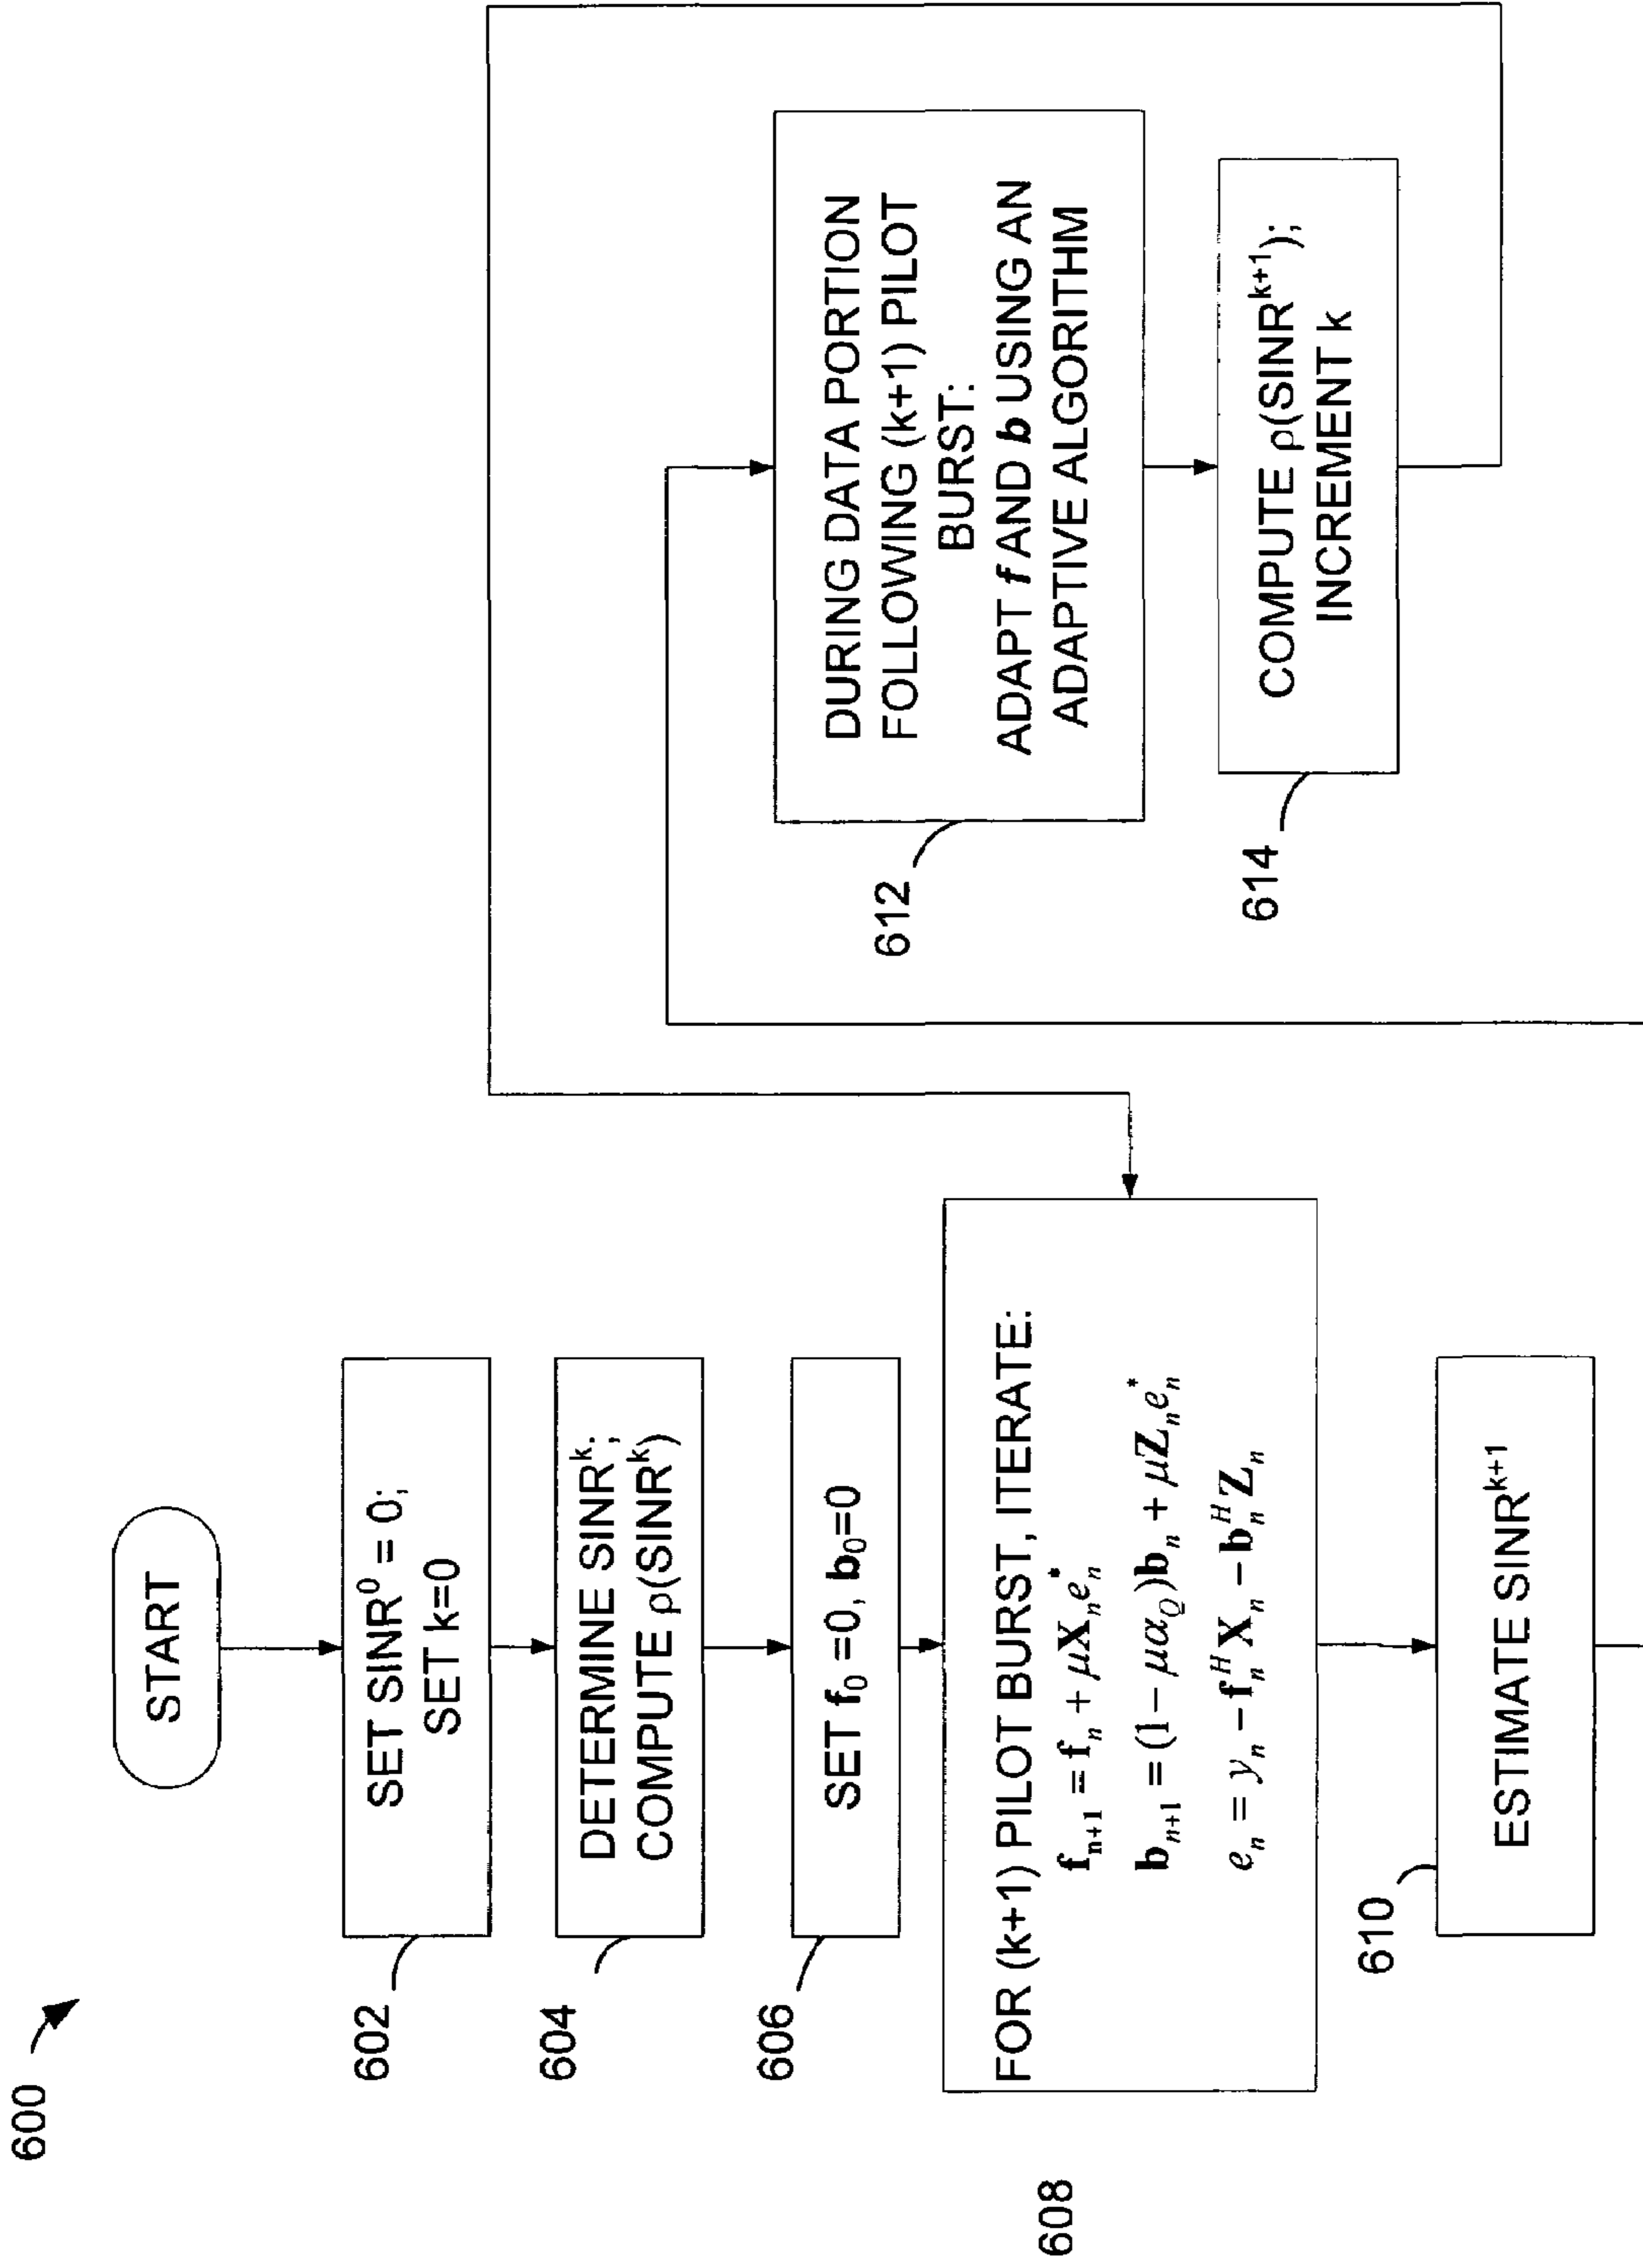 600
START
602
SET SINR⁰ = 0;
SET k=0
604
DETERMINE SINRᵏ;
COMPUTE ρ(SINRᵏ)
606
SET f₀ =0, b₀=0
608
FOR (k+1) PILOT BURST, ITERATE:
fₙ₊₁ = fₙ + μXₙeₙ*
bₙ₊₁ = (1 − μα_Q)bₙ + μZₙeₙ*
eₙ = yₙ − fₙᴴXₙ − bₙᴴZₙ
610
ESTIMATE SINRᵏ⁺¹
612
DURING DATA PORTION
FOLLOWING (k+1) PILOT
BURST:
ADAPT f AND b USING AN
ADAPTIVE ALGORITHM
614
COMPUTE ρ(SINRᵏ⁺¹);
INCREMENT k